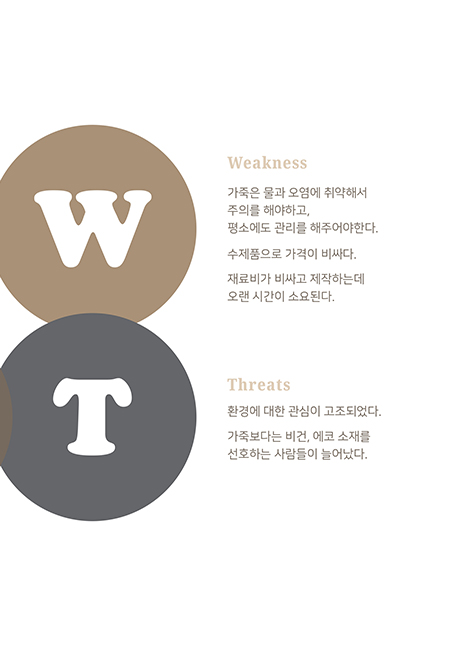 W
Weakness
가죽은 물과 오염에 취약해서
주의를 해야하고,
평소에도 관리를 해주어야한다.
수제품으로 가격이 비싸다.
재료비가 비싸고 제작하는데
오랜 시간이 소요된다.
T
Threats
환경에 대한 관심이 고조되었다.
가죽보다는 비건, 에코 소재를
선호하는 사람들이 늘어났다.